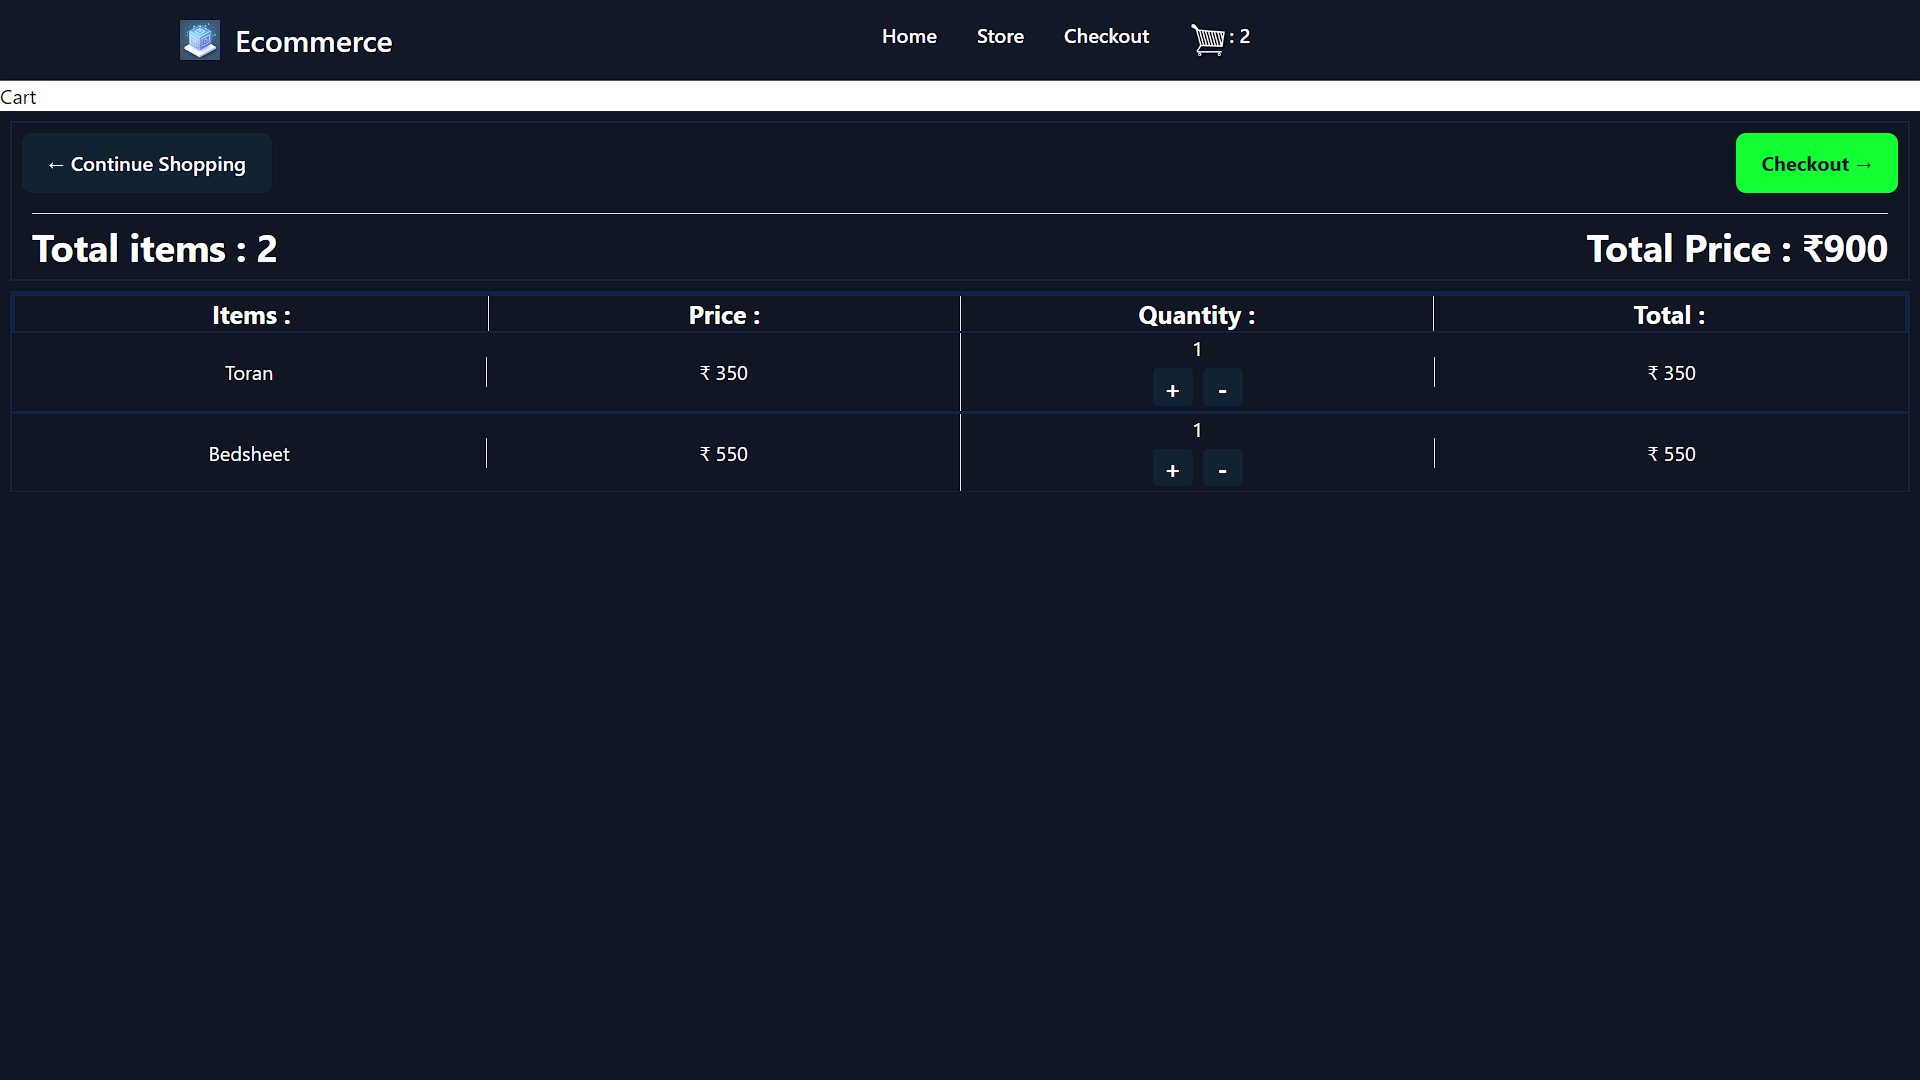 Ecommerce Home Store Checkout : 2
Cart
← Continue Shopping Checkout →
Total items : 2 Total Price : ₹900
Items : Price : Quantity : Total :
Toran ₹ 350 1 ₹ 350
+ -
Bedsheet ₹ 550 1 ₹ 550
+ -